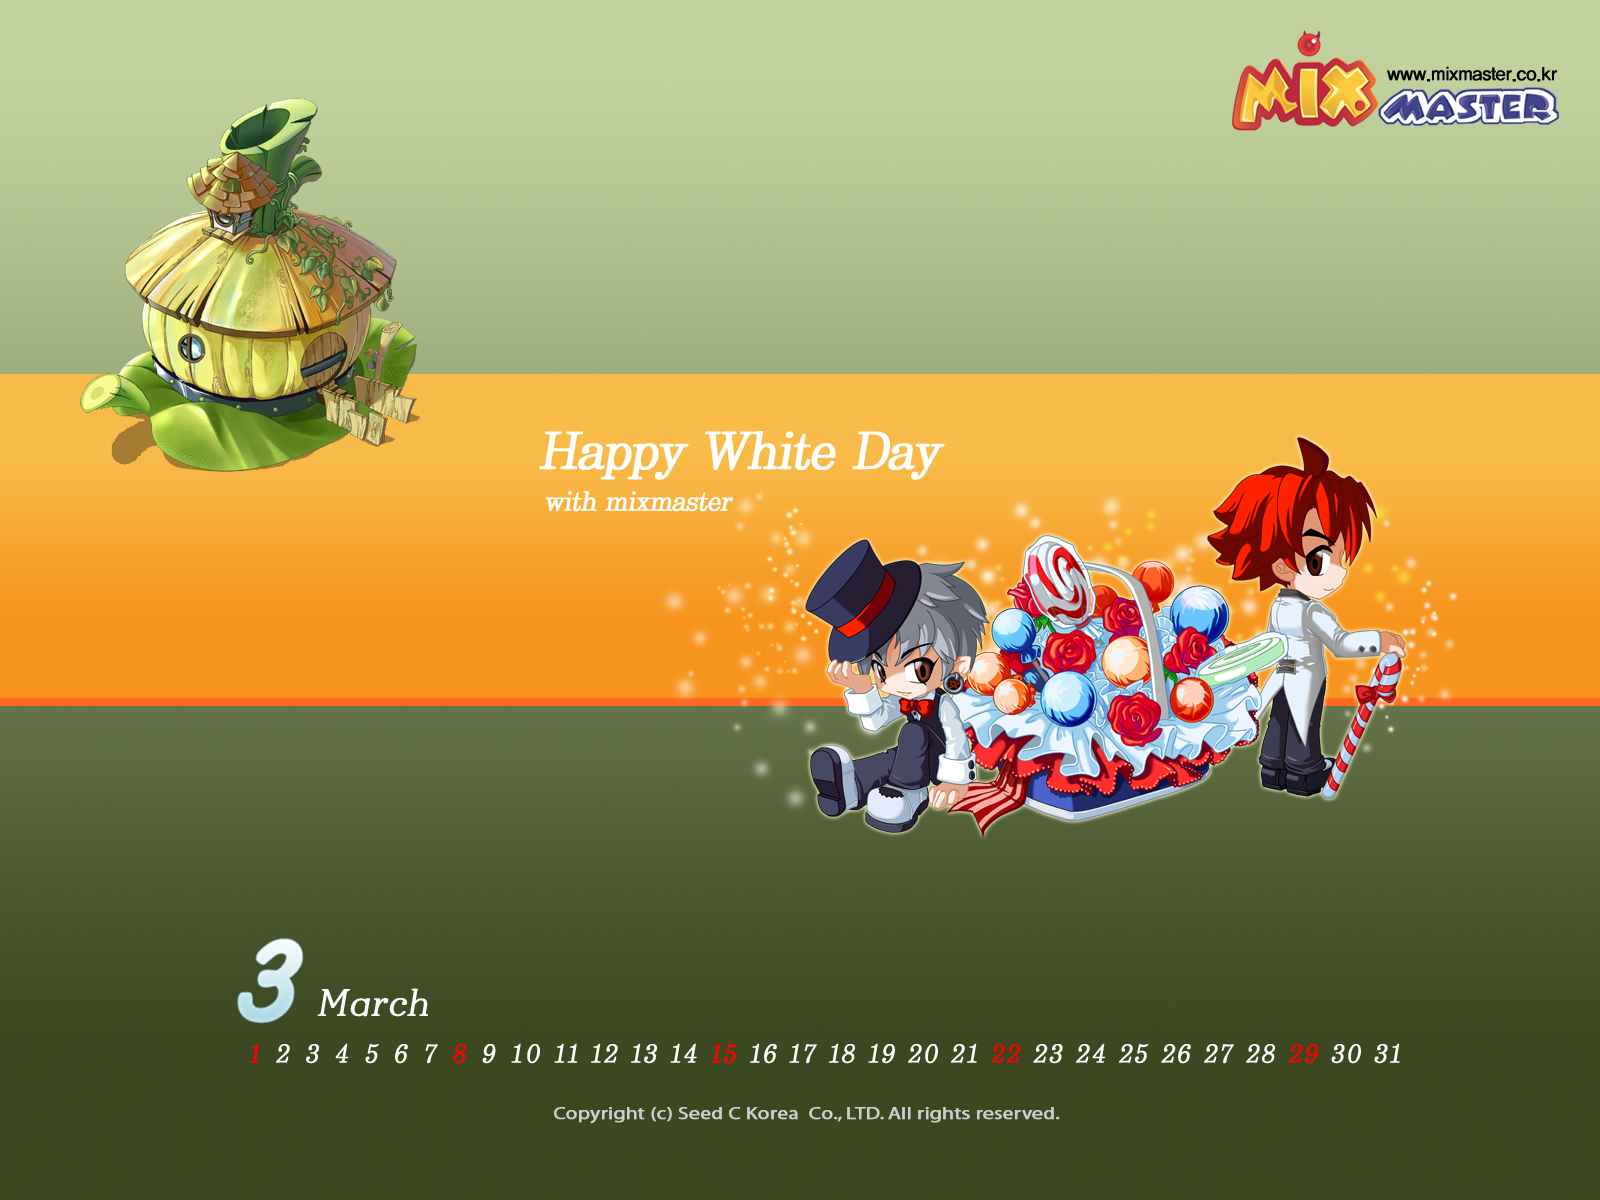 MIX MASTER
www.mixmaster.co.kr
Happy White Day
with mixmaster
3 March
1 2 3 4 5 6 7 8 9 10 11 12 13 14 15 16 17 18 19 20 21 22 23 24 25 26 27 28 29 30 31
Copyright (c) Seed C Korea Co., LTD. All rights reserved.